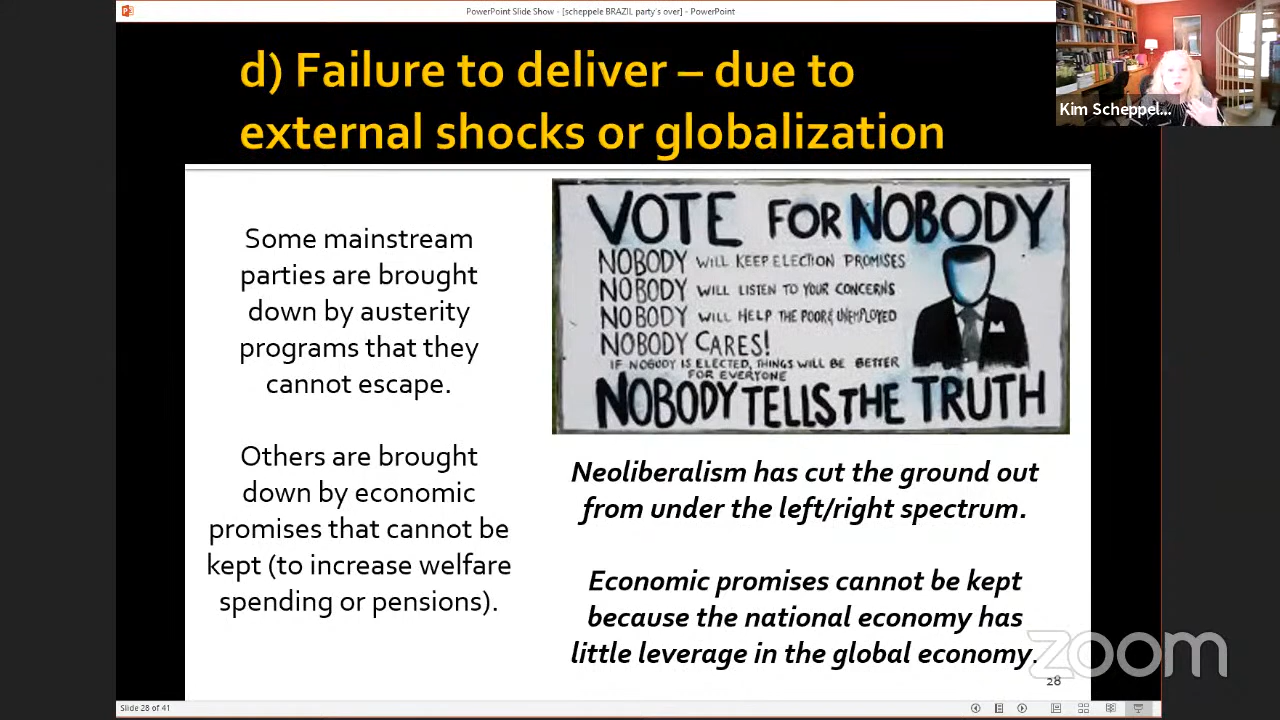 PowerPoint Slide Show - [scheppele BRAZIL party's over] - PowerPoint
d) Failure to deliver – due to
external shocks or globalization
Kim Scheppel...
Some mainstream
parties are brought
down by austerity
programs that they
cannot escape.
Others are brought
down by economic
promises that cannot be
kept (to increase welfare
spending or pensions).
VOTE FOR NOBODY
NOBODY WILL KEEP ELECTION PROMISES
NOBODY WILL LISTEN TO YOUR CONCERNS
NOBODY WILL HELP THE POOR & UNEMPLOYED
NOBODY CARES!
IF NOBODY IS ELECTED, THINGS WILL BE BETTER
FOR EVERYONE
NOBODY TELLS THE TRUTH
Neoliberalism has cut the ground out
from under the left/right spectrum.
Economic promises cannot be kept
because the national economy has
little leverage in the global economy.
zoom
28
Slide 28 of 41